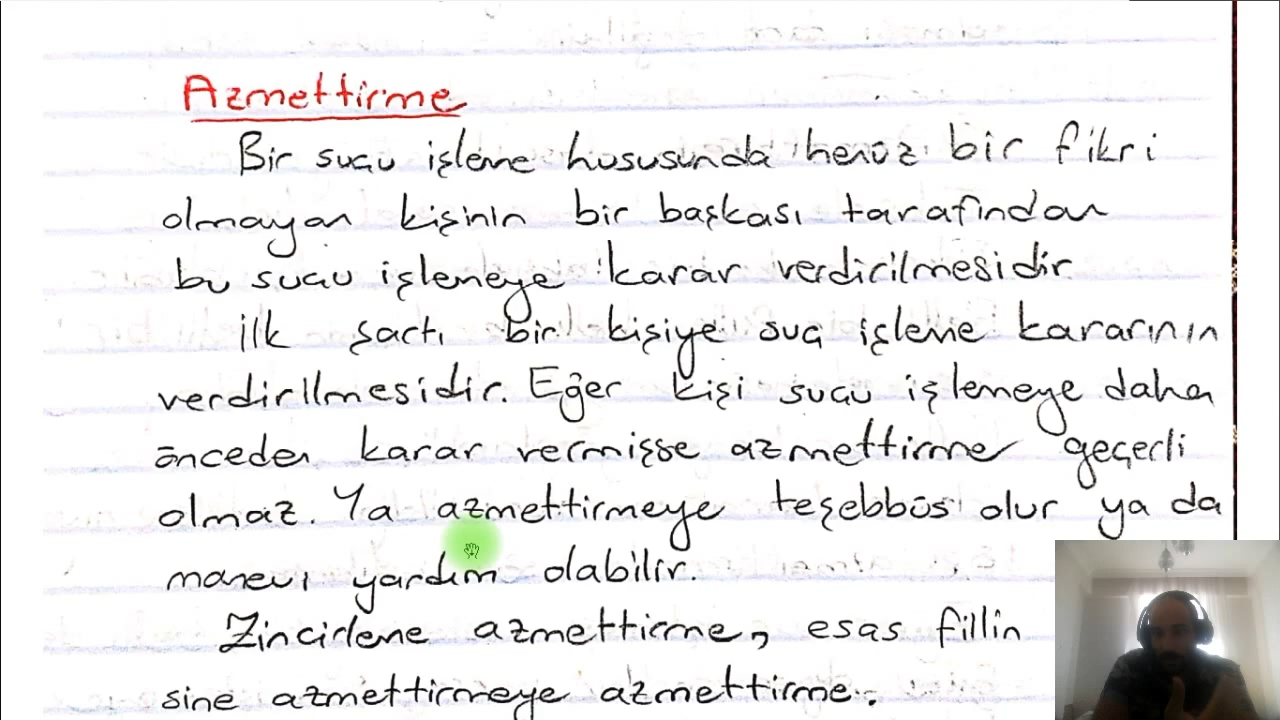 Azmettirme
Bir suçu işleme hususunda henüz bir fikri
olmayan kişinin bir başkası tarafından
bu suçu işlemeye karar verdirilmesidir.
İlk şartı bir kişiye suç işleme kararının
verdirilmesidir. Eğer kişi suçu işlemeye daha
önceden karar vermişse azmettirme geçerli
olmaz. Ya azmettirmeye teşebbüs olur ya da
manevi yardım olabilir.
Zincirleme azmettirme, esas fiilin
sine azmettirmeye azmettirme.